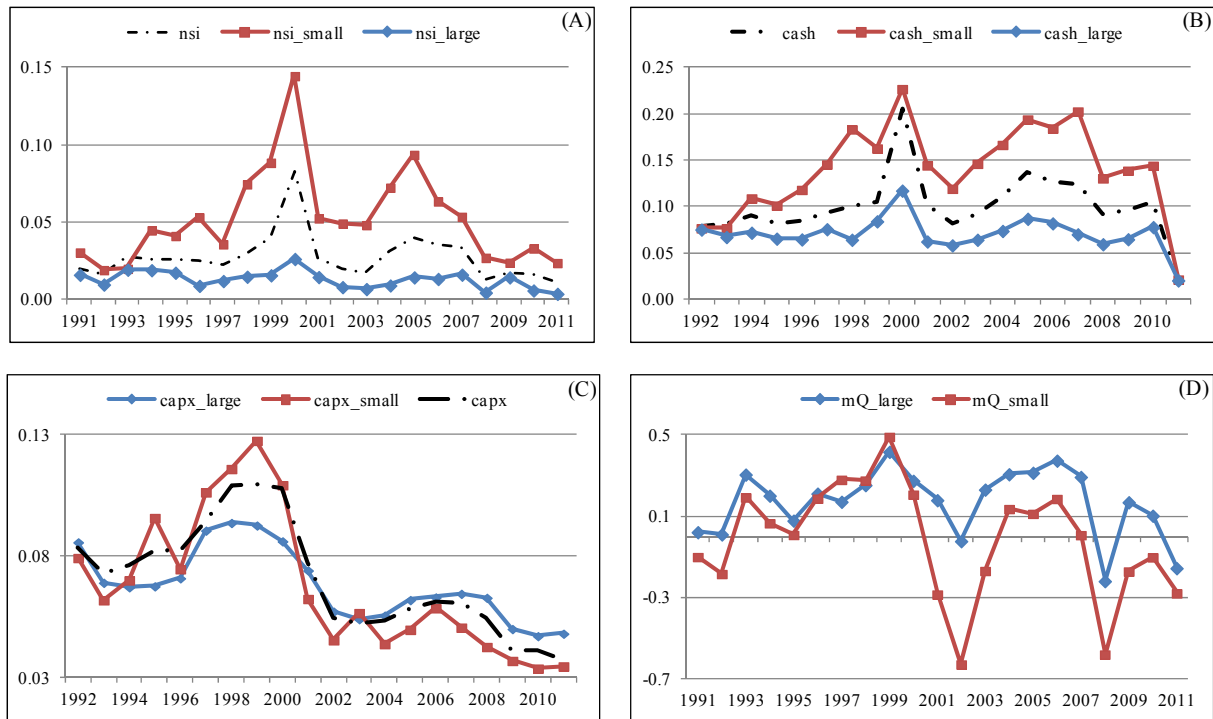 (A)
nsi nsi_small nsi_large
0.15
0.10
0.05
0.00
1991 1993 1995 1997 1999 2001 2003 2005 2007 2009 2011
(B)
cash cash_small cash_large
0.25
0.20
0.15
0.10
0.05
0.00
1992 1994 1996 1998 2000 2002 2004 2006 2008 2010
(C)
capx_large capx_small capx
0.13
0.08
0.03
1992 1994 1996 1998 2000 2002 2004 2006 2008 2010
(D)
mQ_large mQ_small
0.5
0.1
-0.3
-0.7
1991 1993 1995 1997 1999 2001 2003 2005 2007 2009 2011